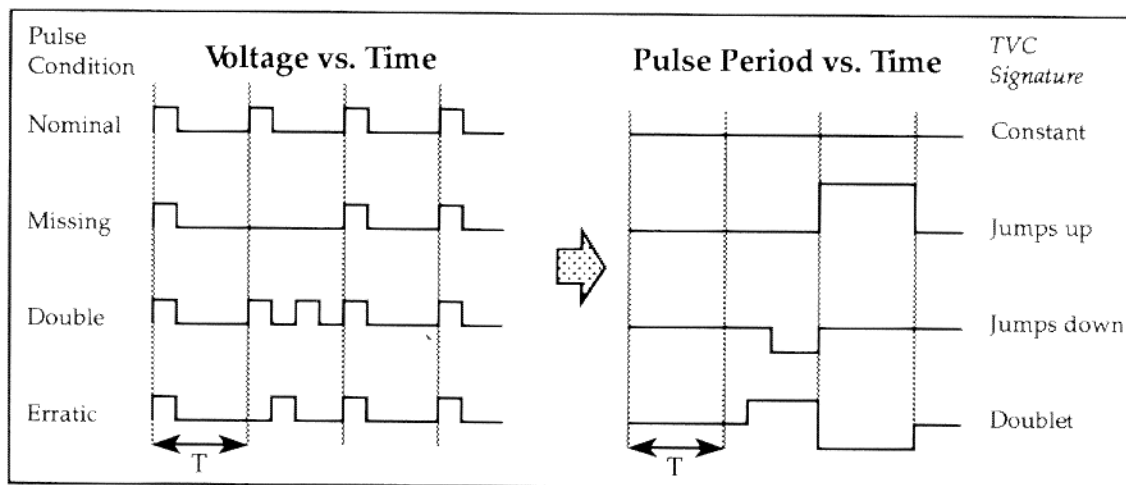 Pulse
Condition
Voltage vs. Time
Pulse Period vs. Time
TVC
Signature
Nominal
Constant
Missing
Jumps up
Double
Jumps down
Erratic
Doublet
T
T